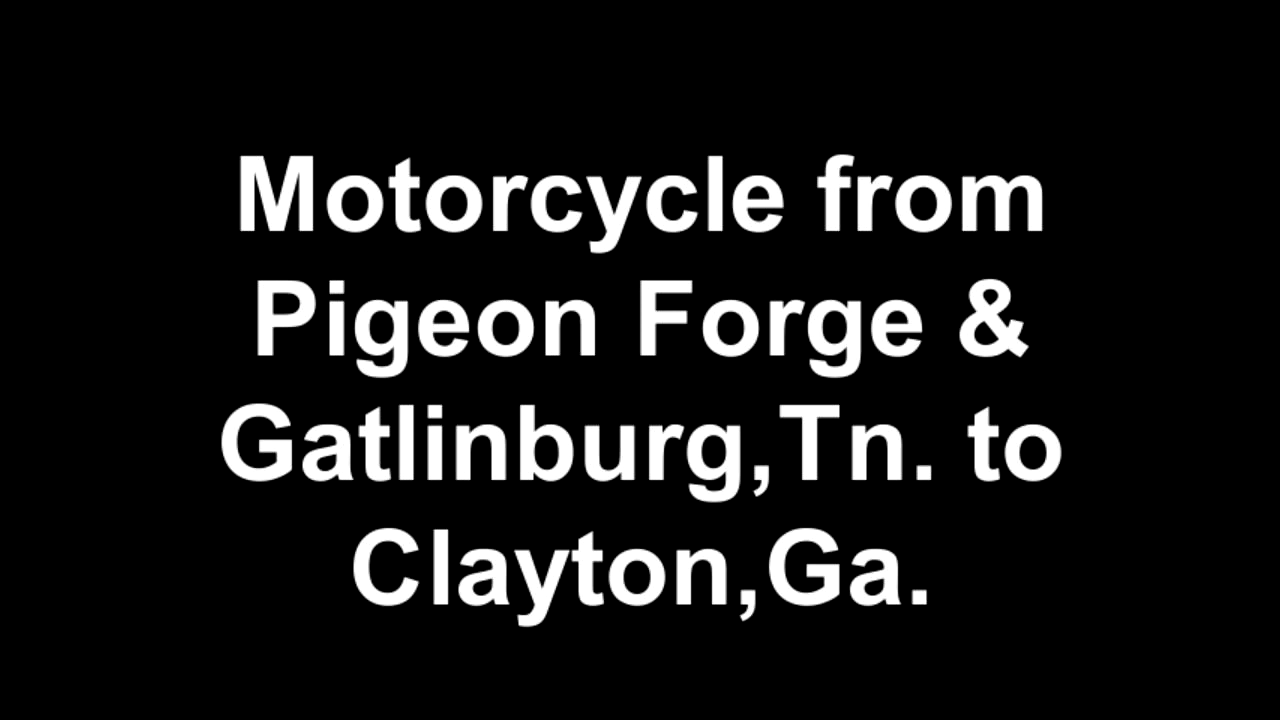 Motorcycle from
Pigeon Forge &
Gatlinburg,Tn. to
Clayton,Ga.